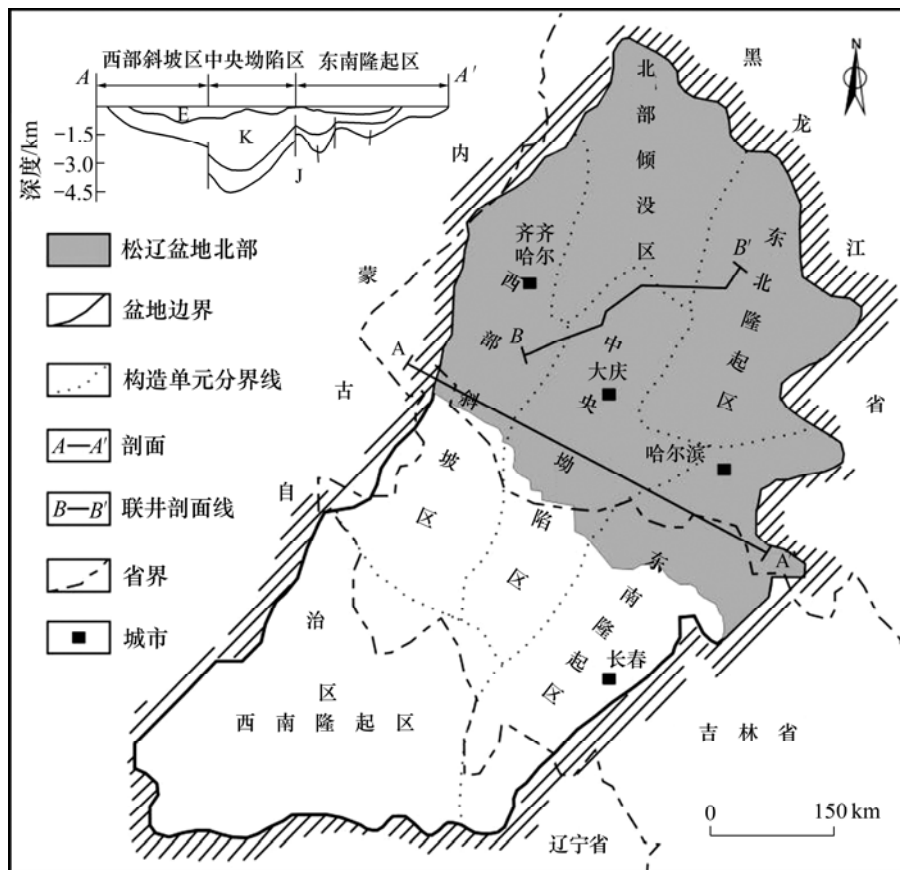 西部斜坡区 中央坳陷区 东南隆起区
A
A′
深度/km
−1.5
−3.0
−4.5
E
K
J
松辽盆地北部
盆地边界
构造单元分界线
A—A′ 剖面
B—B′ 联井剖面线
省界
城市
N
黑龙江省
内蒙古自治区
北部倾没区
齐齐
哈尔
东北隆起区
B′
B
西部斜坡区
中央坳陷区
大庆
哈尔滨
A
A′
东南隆起区
长春
西南隆起区
吉林省
辽宁省
0 150 km